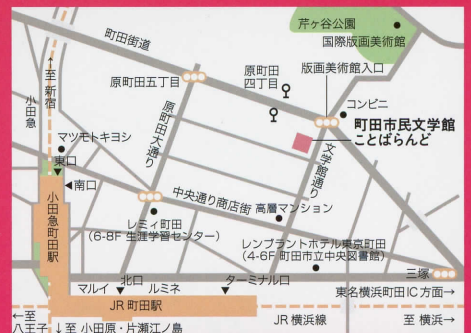 芹ヶ谷公園
国際版画美術館
町田街道
版画美術館入口
原町田
四丁目
原町田五丁目
コンビニ
町田市民文学館
ことばらんど
←至 新宿
小田急
原町田大通り
文学館通り
マツモトキヨシ
東口
南口
小田急町田駅
中央通り商店街
高層マンション
レミィ町田
(6-8F 生涯学習センター)
レンブラントホテル東京町田
(4-6F 町田市立中央図書館)
三塚
マルイ
北口
ルミネ
ターミナル口
東名横浜町田IC方面→
JR 町田駅
←至
八王子
↓至 小田原・片瀬江ノ島
JR 横浜線
至 横浜→